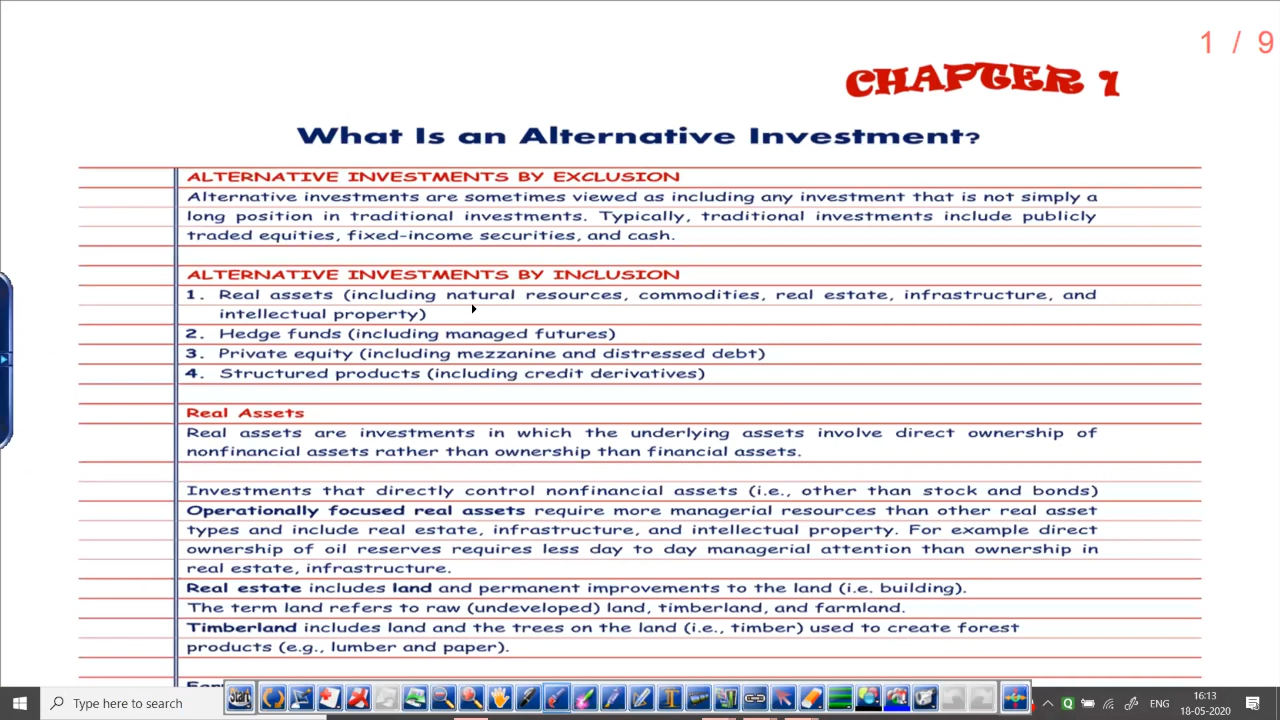 1 / 9
CHAPTER 1
What Is an Alternative Investment?
ALTERNATIVE INVESTMENTS BY EXCLUSION
Alternative investments are sometimes viewed as including any investment that is not simply a
long position in traditional investments. Typically, traditional investments include publicly
traded equities, fixed-income securities, and cash.
ALTERNATIVE INVESTMENTS BY INCLUSION
1. Real assets (including natural resources, commodities, real estate, infrastructure, and
intellectual property)
2. Hedge funds (including managed futures)
3. Private equity (including mezzanine and distressed debt)
4. Structured products (including credit derivatives)
Real Assets
Real assets are investments in which the underlying assets involve direct ownership of
nonfinancial assets rather than ownership than financial assets.
Investments that directly control nonfinancial assets (i.e., other than stock and bonds)
Operationally focused real assets require more managerial resources than other real asset
types and include real estate, infrastructure, and intellectual property. For example direct
ownership of oil reserves requires less day to day managerial attention than ownership in
real estate, infrastructure.
Real estate includes land and permanent improvements to the land (i.e. building).
The term land refers to raw (undeveloped) land, timberland, and farmland.
Timberland includes land and the trees on the land (i.e., timber) used to create forest
products (e.g., lumber and paper).
Start
Type here to search
16:13
18-05-2020